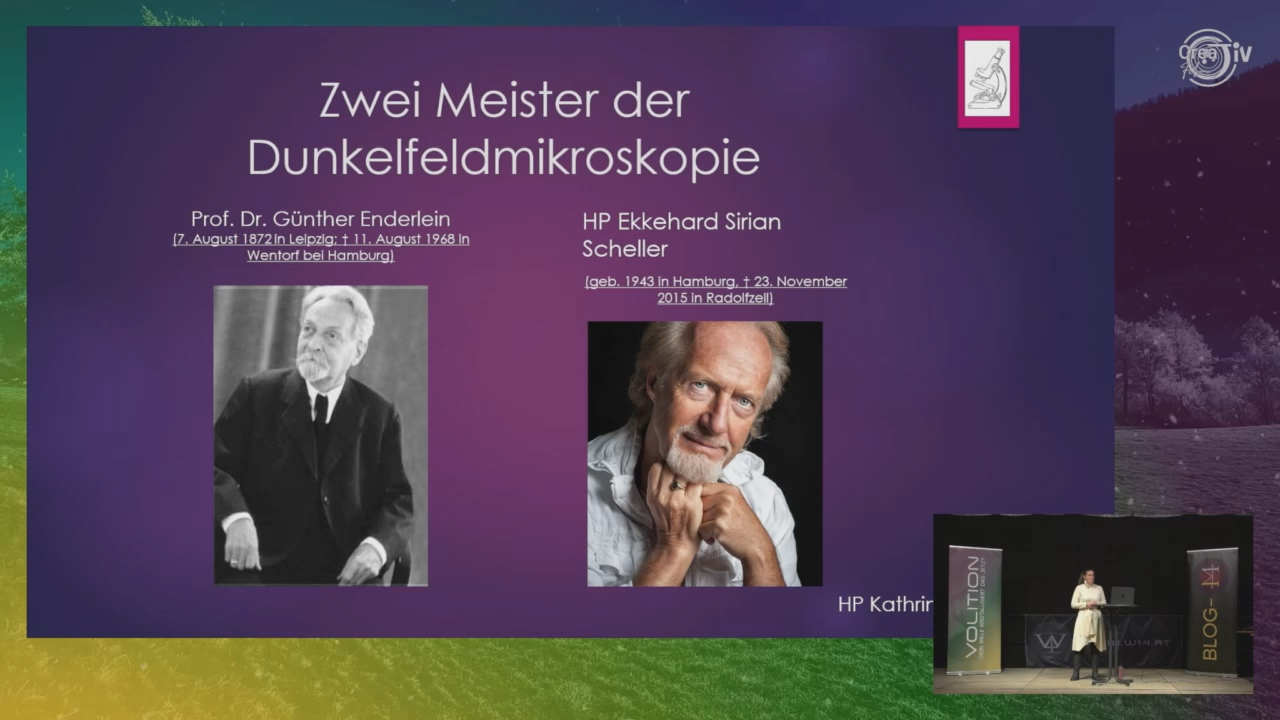 Zwei Meister der
Dunkelfeldmikroskopie
Prof. Dr. Günther Enderlein
(7. August 1872 in Leipzig; † 11. August 1968 in
Wentorf bei Hamburg)
HP Ekkehard Sirian
Scheller
(geb. 1943 in Hamburg, † 23. November
2015 in Radolfzell)
HP Kathrin
VOLITION
BLOG–